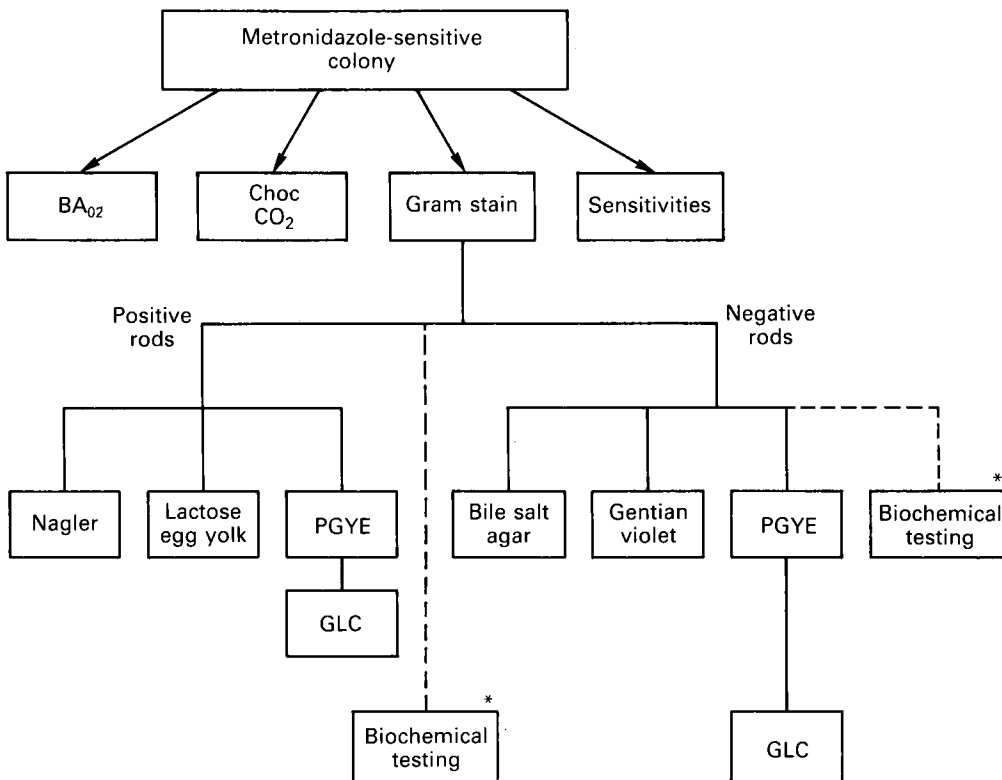 Metronidazole-sensitive
colony
BA₀₂
Choc
CO₂
Gram stain
Sensitivities
Positive
rods
Negative
rods
Nagler
Lactose
egg yolk
PGYE
Bile salt
agar
Gentian
violet
PGYE
*
Biochemical
testing
GLC
*
Biochemical
testing
GLC